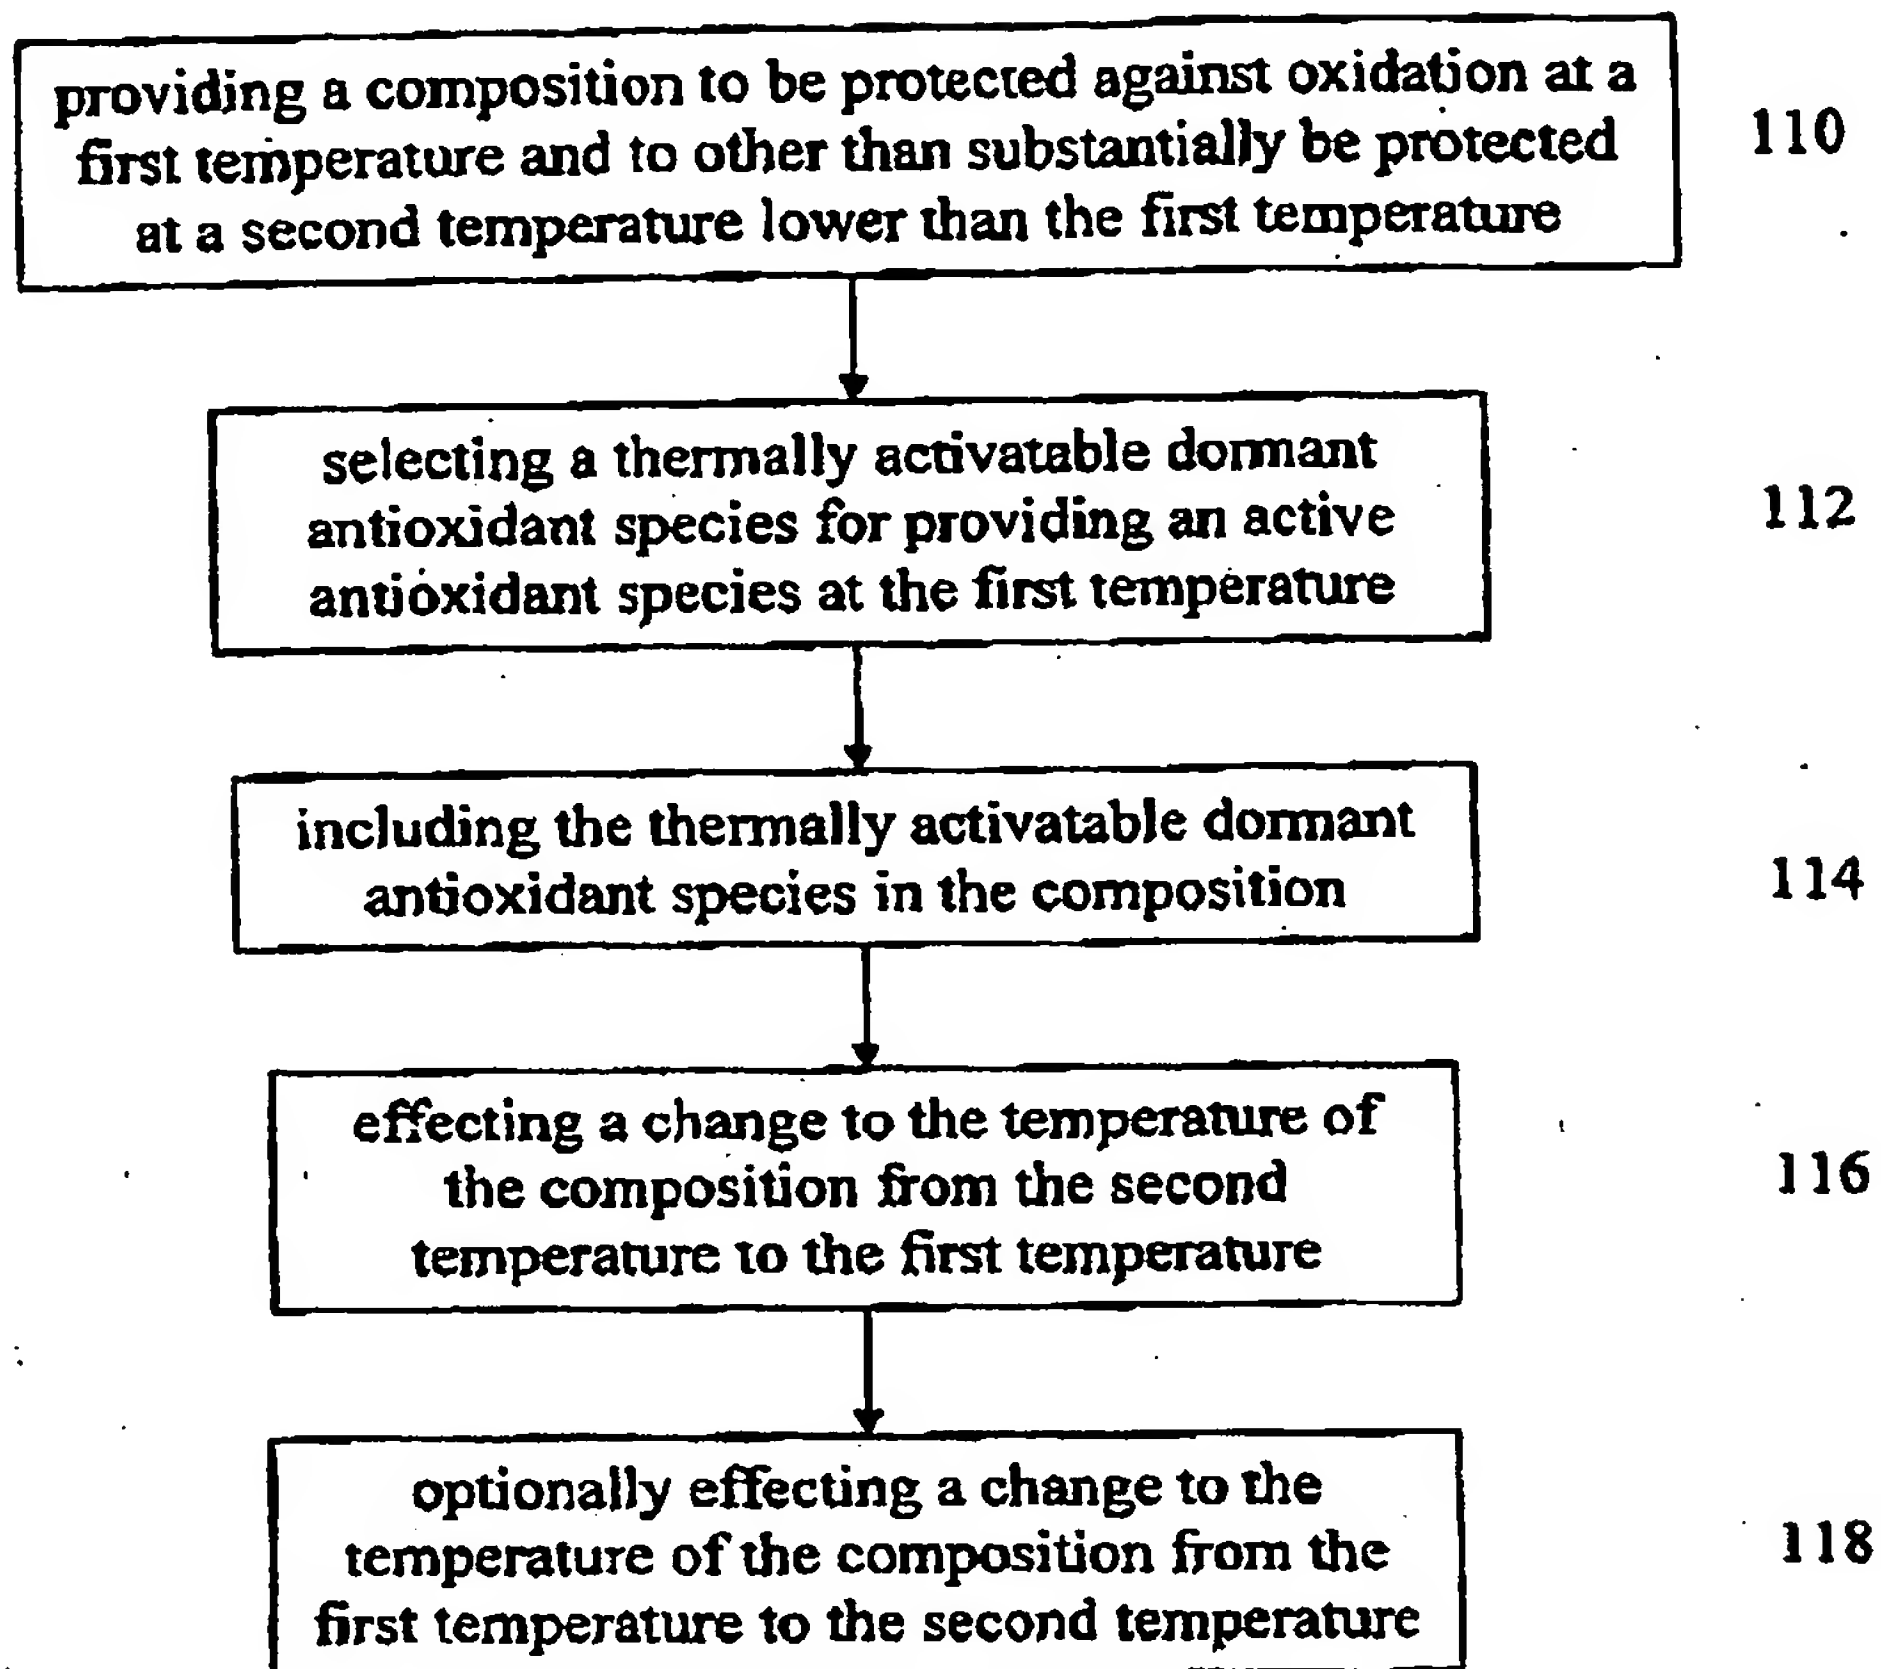 providing a composition to be protected against oxidation at a
first temperature and to other than substantially be protected
at a second temperature lower than the first temperature
110
selecting a thermally activatable dormant
antioxidant species for providing an active
antioxidant species at the first temperature
112
including the thermally activatable dormant
antioxidant species in the composition
114
effecting a change to the temperature of
the composition from the second
temperature to the first temperature
116
optionally effecting a change to the
temperature of the composition from the
first temperature to the second temperature
118